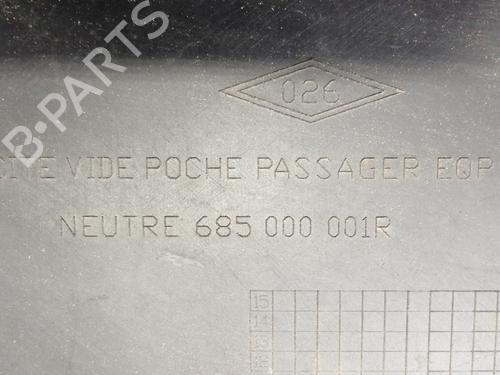 026
VIDE POCHE PASSAGER EQP
NEUTRE 685 000 001R
15
14
B-PARTS